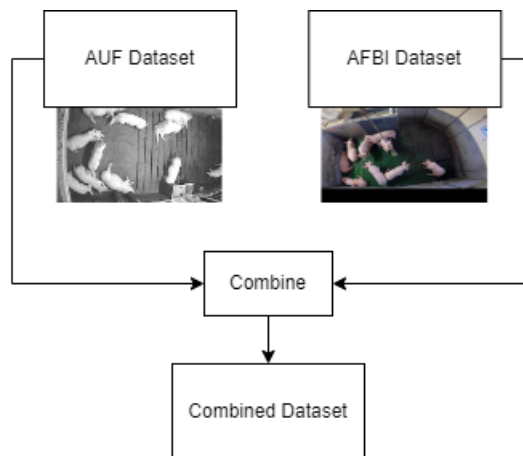 AUF Dataset
AFBI Dataset
Combine
Combined Dataset